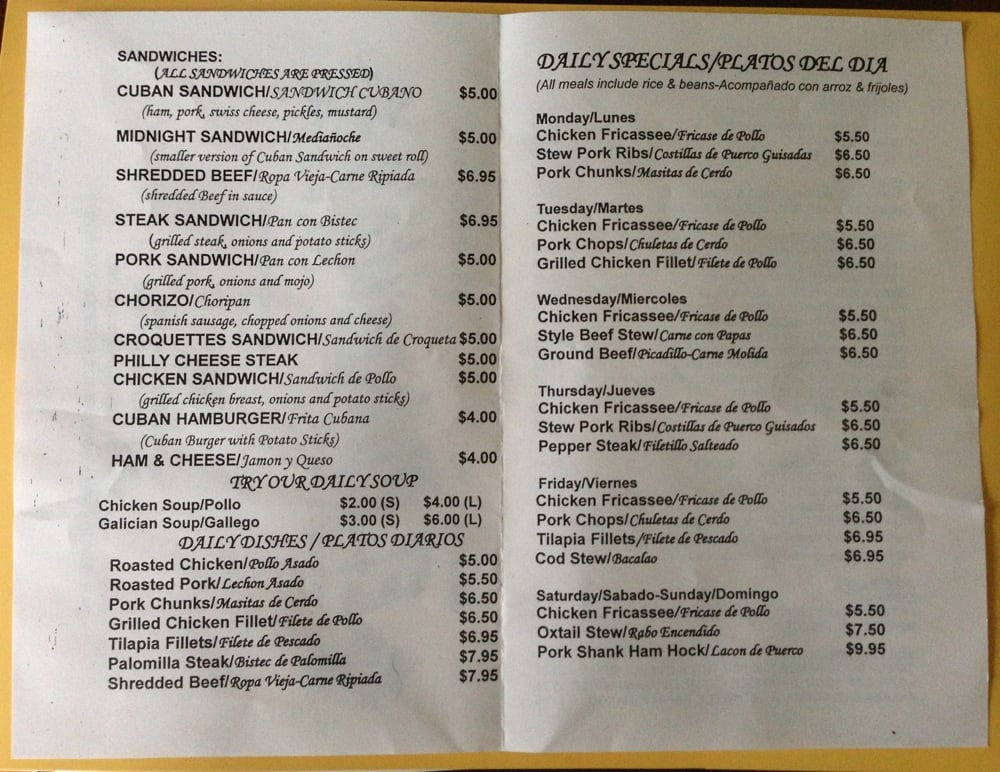 SANDWICHES:
(ALL SANDWICHES ARE PRESSED)
CUBAN SANDWICH/SANDWICH CUBANO $5.00
(ham, pork, swiss cheese, pickles, mustard)
MIDNIGHT SANDWICH/Mediañoche $5.00
(smaller version of Cuban Sandwich on sweet roll)
SHREDDED BEEF/Ropa Vieja-Carne Ripiada $6.95
(shredded Beef in sauce)
STEAK SANDWICH/Pan con Bistec $6.95
(grilled steak, onions and potato sticks)
PORK SANDWICH/Pan con Lechon $5.00
(grilled pork, onions and mojo)
CHORIZO/Choripan $5.00
(spanish sausage, chopped onions and cheese)
CROQUETTES SANDWICH/Sandwich de Croqueta $5.00
PHILLY CHEESE STEAK $5.00
CHICKEN SANDWICH/Sandwich de Pollo $5.00
(grilled chicken breast, onions and potato sticks)
CUBAN HAMBURGER/Frita Cubana $4.00
(Cuban Burger with Potato Sticks)
HAM & CHEESE/Jamon y Queso $4.00
TRY OUR DAILY SOUP
Chicken Soup/Pollo $2.00 (S) $4.00 (L)
Galician Soup/Gallego $3.00 (S) $6.00 (L)
DAILY DISHES / PLATOS DIARIOS
Roasted Chicken/Pollo Asado $5.00
Roasted Pork/Lechon Asado $5.50
Pork Chunks/Masitas de Cerdo $6.50
Grilled Chicken Fillet/Filete de Pollo $6.50
Tilapia Fillets/Filete de Pescado $6.95
Palomilla Steak/Bistec de Palomilla $7.95
Shredded Beef/Ropa Vieja-Carne Ripiada $7.95
DAILY SPECIALS/PLATOS DEL DIA
(All meals include rice & beans-Acompañado con arroz & frijoles)
Monday/Lunes
Chicken Fricassee/Fricase de Pollo $5.50
Stew Pork Ribs/Costillas de Puerco Guisadas $6.50
Pork Chunks/Masitas de Cerdo $6.50
Tuesday/Martes
Chicken Fricassee/Fricase de Pollo $5.50
Pork Chops/Chuletas de Cerdo $6.50
Grilled Chicken Fillet/Filete de Pollo $6.50
Wednesday/Miercoles
Chicken Fricassee/Fricase de Pollo $5.50
Style Beef Stew/Carne con Papas $6.50
Ground Beef/Picadillo-Carne Molida $6.50
Thursday/Jueves
Chicken Fricassee/Fricase de Pollo $5.50
Stew Pork Ribs/Costillas de Puerco Guisados $6.50
Pepper Steak/Filetillo Salteado $6.50
Friday/Viernes
Chicken Fricassee/Fricase de Pollo $5.50
Pork Chops/Chuletas de Cerdo $6.50
Tilapia Fillets/Filete de Pescado $6.95
Cod Stew/Bacalao $6.95
Saturday/Sabado-Sunday/Domingo
Chicken Fricassee/Fricase de Pollo $5.50
Oxtail Stew/Rabo Encendido $7.50
Pork Shank Ham Hock/Lacon de Puerco $9.95